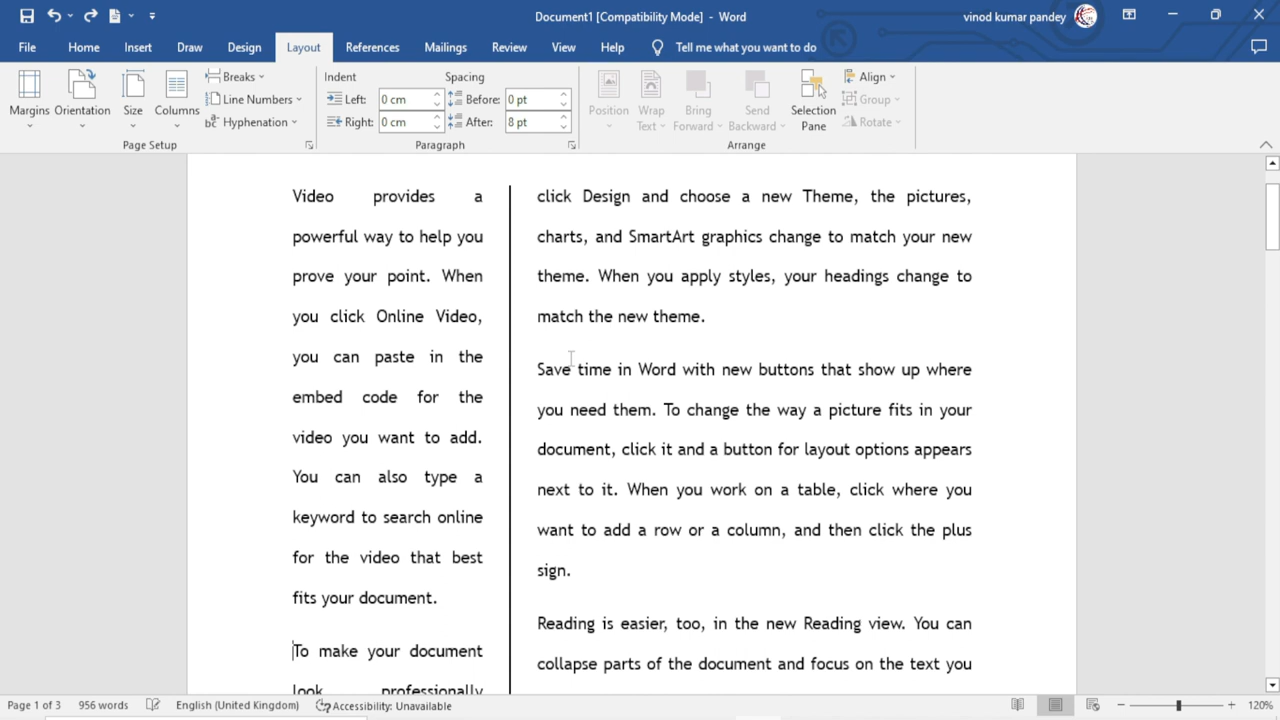 Document1 [Compatibility Mode] - Word
vinod kumar pandey
File Home Insert Draw Design Layout References Mailings Review View Help Tell me what you want to do
Margins
Orientation
Size
Columns
Breaks
Line Numbers
Hyphenation
Page Setup
Indent
Left: 0 cm
Right: 0 cm
Spacing
Before: 0 pt
After: 8 pt
Paragraph
Position
Wrap
Text
Bring
Forward
Send
Backward
Selection
Pane
Align
Group
Rotate
Arrange
Video provides a
powerful way to help you
prove your point. When
you click Online Video,
you can paste in the
embed code for the
video you want to add.
You can also type a
keyword to search online
for the video that best
fits your document.
To make your document
look professionally
click Design and choose a new Theme, the pictures,
charts, and SmartArt graphics change to match your new
theme. When you apply styles, your headings change to
match the new theme.
Save time in Word with new buttons that show up where
you need them. To change the way a picture fits in your
document, click it and a button for layout options appears
next to it. When you work on a table, click where you
want to add a row or a column, and then click the plus
sign.
Reading is easier, too, in the new Reading view. You can
collapse parts of the document and focus on the text you
Page 1 of 3 956 words English (United Kingdom) Accessibility: Unavailable 120%